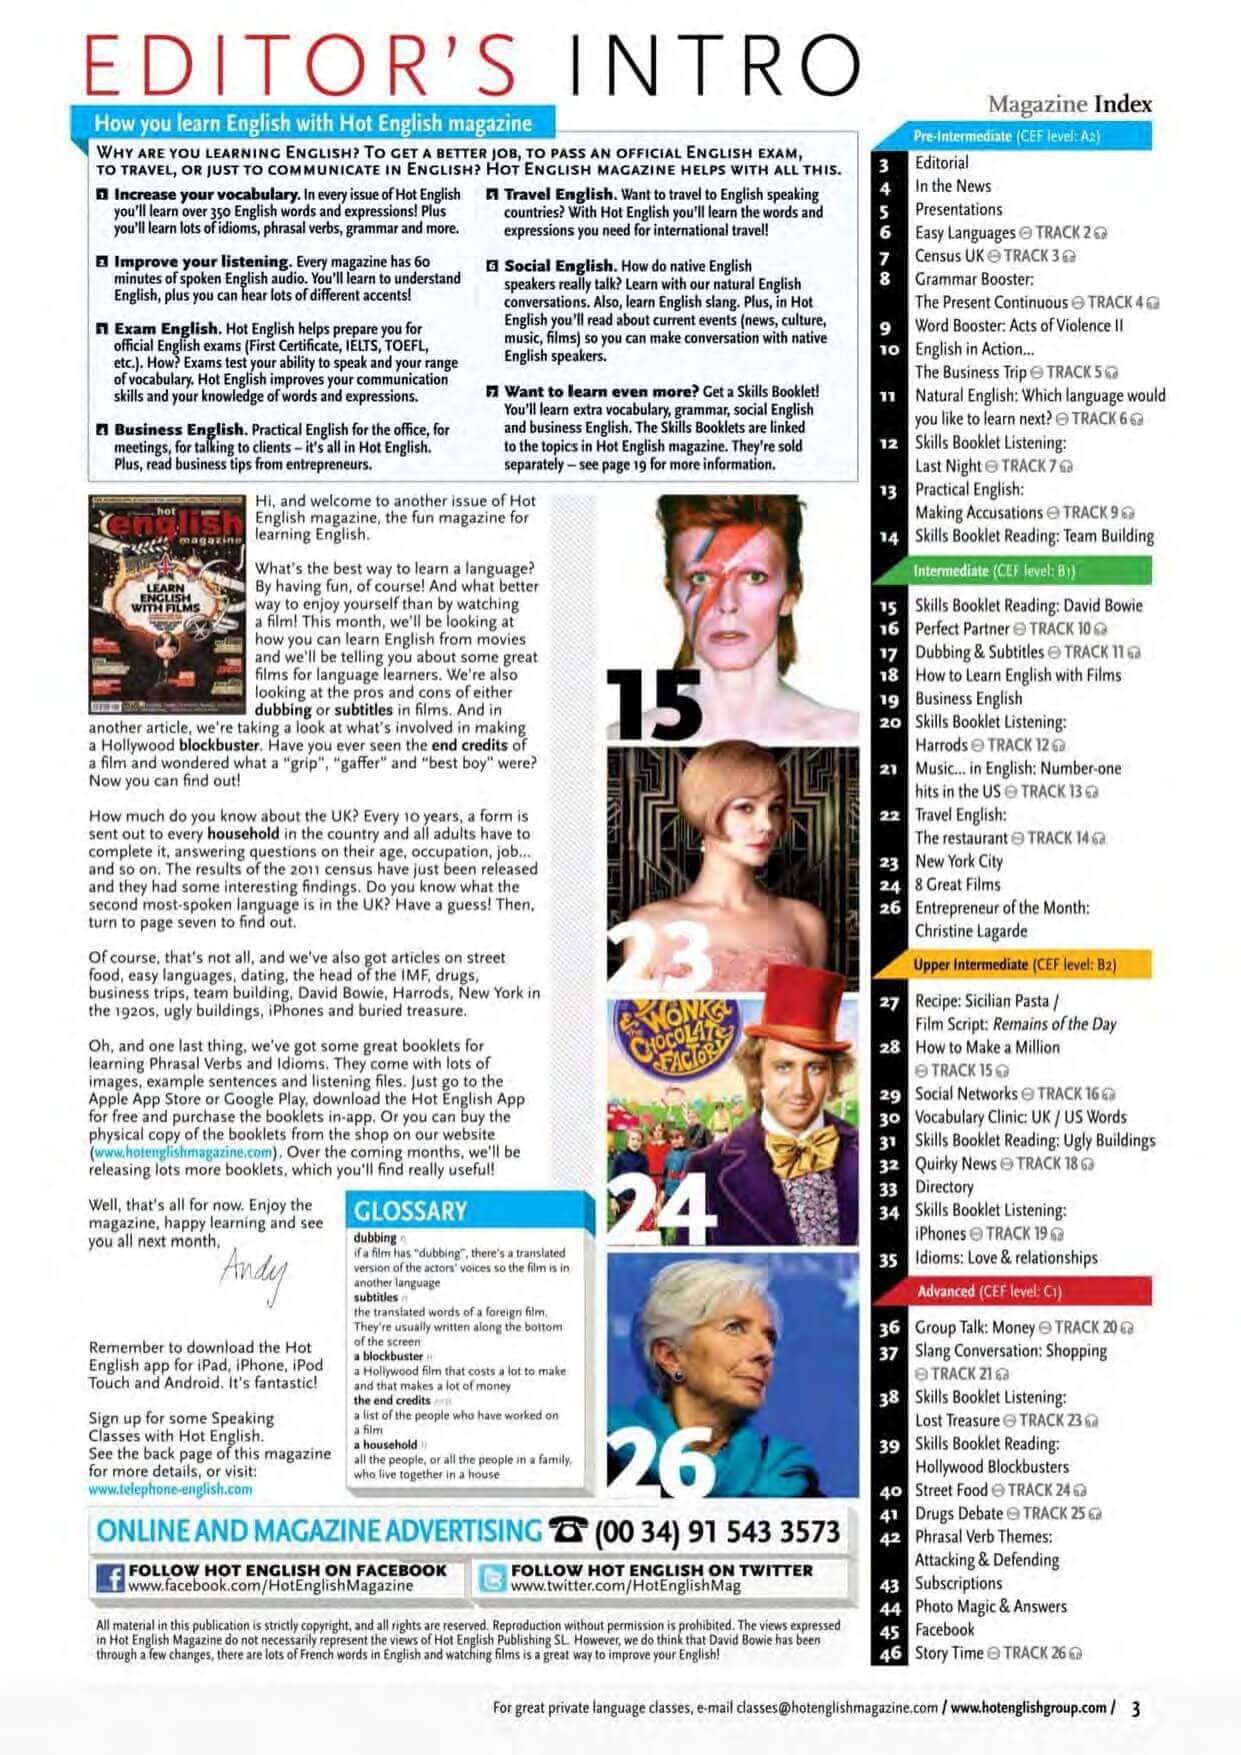 EDITOR'S INTRO
How you learn English with Hot English magazine
WHY ARE YOU LEARNING ENGLISH? TO GET A BETTER JOB, TO PASS AN OFFICIAL ENGLISH EXAM,
TO TRAVEL, OR JUST TO COMMUNICATE IN ENGLISH? HOT ENGLISH MAGAZINE HELPS WITH ALL THIS.
1 Increase your vocabulary. In every issue of Hot English
you'll learn over 350 English words and expressions! Plus
you'll learn lots of idioms, phrasal verbs, grammar and more.
2 Improve your listening. Every magazine has 60
minutes of spoken English audio. You'll learn to understand
English, plus you can hear lots of different accents!
3 Exam English. Hot English helps prepare you for
official English exams (First Certificate, IELTS, TOEFL,
etc.). How? Exams test your ability to speak and your range
of vocabulary. Hot English improves your communication
skills and your knowledge of words and expressions.
4 Business English. Practical English for the office, for
meetings, for talking to clients – it's all in Hot English.
Plus, read business tips from entrepreneurs.
5 Travel English. Want to travel to English speaking
countries? With Hot English you'll learn the words and
expressions you need for international travel!
6 Social English. How do native English
speakers really talk? Learn with our natural English
conversations. Also, learn English slang. Plus, in Hot
English you'll read about current events (news, culture,
music, films) so you can make conversation with native
English speakers.
7 Want to learn even more? Get a Skills Booklet!
You'll learn extra vocabulary, grammar, social English
and business English. The Skills Booklets are linked
to the topics in Hot English magazine. They're sold
separately – see page 19 for more information.
hot
english
magazine
LEARN
ENGLISH
WITH FILMS
Hi, and welcome to another issue of Hot
English magazine, the fun magazine for
learning English.
What's the best way to learn a language?
By having fun, of course! And what better
way to enjoy yourself than by watching
a film! This month, we'll be looking at
how you can learn English from movies
and we'll be telling you about some great
films for language learners. We're also
looking at the pros and cons of either
dubbing or subtitles in films. And in
another article, we're taking a look at what's involved in making
a Hollywood blockbuster. Have you ever seen the end credits of
a film and wondered what a "grip", "gaffer" and "best boy" were?
Now you can find out!
How much do you know about the UK? Every 10 years, a form is
sent out to every household in the country and all adults have to
complete it, answering questions on their age, occupation, job...
and so on. The results of the 2011 census have just been released
and they had some interesting findings. Do you know what the
second most-spoken language is in the UK? Have a guess! Then,
turn to page seven to find out.
Of course, that's not all, and we've also got articles on street
food, easy languages, dating, the head of the IMF, drugs,
business trips, team building, David Bowie, Harrods, New York in
the 1920s, ugly buildings, iPhones and buried treasure.
Oh, and one last thing, we've got some great booklets for
learning Phrasal Verbs and Idioms. They come with lots of
images, example sentences and listening files. Just go to the
Apple App Store or Google Play, download the Hot English App
for free and purchase the booklets in-app. Or you can buy the
physical copy of the booklets from the shop on our website
(www.hotenglishmagazine.com). Over the coming months, we'll be
releasing lots more booklets, which you'll find really useful!
Well, that's all for now. Enjoy the
magazine, happy learning and see
you all next month,
Andy
Remember to download the Hot
English app for iPad, iPhone, iPod
Touch and Android. It's fantastic!
Sign up for some Speaking
Classes with Hot English.
See the back page of this magazine
for more details, or visit:
www.telephone-english.com
GLOSSARY
dubbing n
if a film has "dubbing", there's a translated
version of the actors' voices so the film is in
another language
subtitles n
the translated words of a foreign film.
They're usually written along the bottom
of the screen
a blockbuster n
a Hollywood film that costs a lot to make
and that makes a lot of money
the end credits exp
a list of the people who have worked on
a film
a household n
all the people, or all the people in a family,
who live together in a house
15
23
WONKA
& THE
CHOCOLATE
FACTORY
24
26
ONLINE AND MAGAZINE ADVERTISING ☎ (00 34) 91 543 3573
FOLLOW HOT ENGLISH ON FACEBOOK
www.facebook.com/HotEnglishMagazine
FOLLOW HOT ENGLISH ON TWITTER
www.twitter.com/HotEnglishMag
All material in this publication is strictly copyright, and all rights are reserved. Reproduction without permission is prohibited. The views expressed
in Hot English Magazine do not necessarily represent the views of Hot English Publishing SL. However, we do think that David Bowie has been
through a few changes, there are lots of French words in English and watching films is a great way to improve your English!
Magazine Index
Pre-Intermediate (CEF level: A2)
3 Editorial
4 In the News
5 Presentations
6 Easy Languages TRACK 2
7 Census UK TRACK 3
8 Grammar Booster:
The Present Continuous TRACK 4
9 Word Booster: Acts of Violence II
10 English in Action...
The Business Trip TRACK 5
11 Natural English: Which language would
you like to learn next? TRACK 6
12 Skills Booklet Listening:
Last Night TRACK 7
13 Practical English:
Making Accusations TRACK 9
14 Skills Booklet Reading: Team Building
Intermediate (CEF level: B1)
15 Skills Booklet Reading: David Bowie
16 Perfect Partner TRACK 10
17 Dubbing & Subtitles TRACK 11
18 How to Learn English with Films
19 Business English
20 Skills Booklet Listening:
Harrods TRACK 12
21 Music... in English: Number-one
hits in the US TRACK 13
22 Travel English:
The restaurant TRACK 14
23 New York City
24 8 Great Films
26 Entrepreneur of the Month:
Christine Lagarde
Upper Intermediate (CEF level: B2)
27 Recipe: Sicilian Pasta /
Film Script: Remains of the Day
28 How to Make a Million
TRACK 15
29 Social Networks TRACK 16
30 Vocabulary Clinic: UK / US Words
31 Skills Booklet Reading: Ugly Buildings
32 Quirky News TRACK 18
33 Directory
34 Skills Booklet Listening:
iPhones TRACK 19
35 Idioms: Love & relationships
Advanced (CEF level: C1)
36 Group Talk: Money TRACK 20
37 Slang Conversation: Shopping
TRACK 21
38 Skills Booklet Listening:
Lost Treasure TRACK 23
39 Skills Booklet Reading:
Hollywood Blockbusters
40 Street Food TRACK 24
41 Drugs Debate TRACK 25
42 Phrasal Verb Themes:
Attacking & Defending
43 Subscriptions
44 Photo Magic & Answers
45 Facebook
46 Story Time TRACK 26
For great private language classes, e-mail classes@hotenglishmagazine.com / www.hotenglishgroup.com / 3